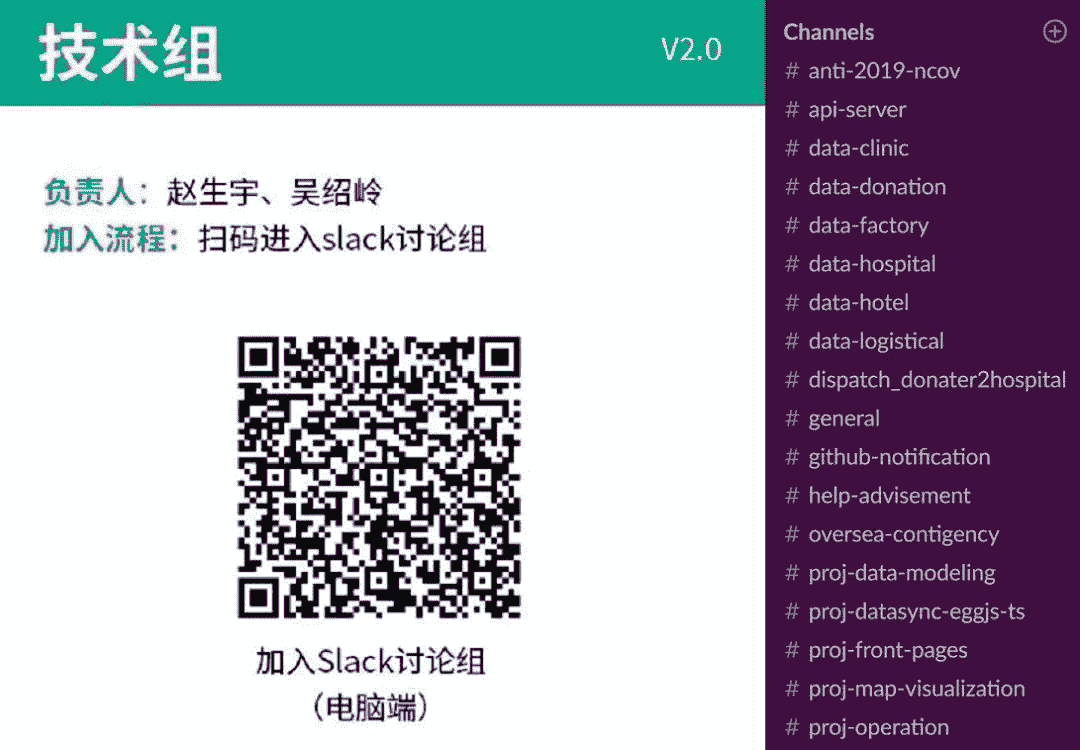 技术组
V2.0
负责人：赵生宇、吴绍岭
加入流程：扫码进入slack讨论组
加入Slack讨论组
（电脑端）
Channels
# anti-2019-ncov
# api-server
# data-clinic
# data-donation
# data-factory
# data-hospital
# data-hotel
# data-logistical
# dispatch_donater2hospital
# general
# github-notification
# help-advisement
# oversea-contigency
# proj-data-modeling
# proj-datasync-eggjs-ts
# proj-front-pages
# proj-map-visualization
# proj-operation